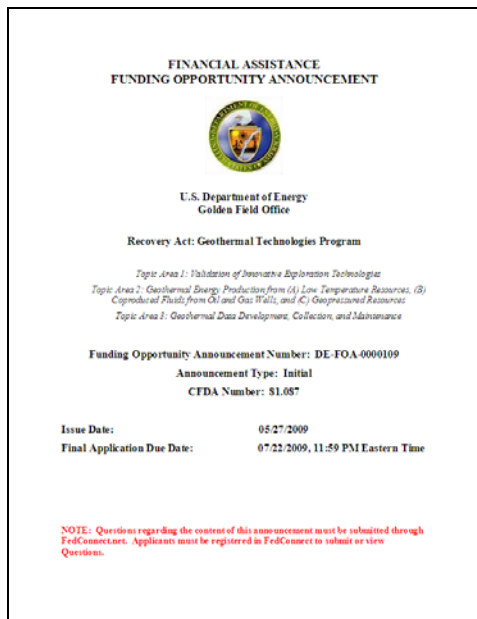 FINANCIAL ASSISTANCE
FUNDING OPPORTUNITY ANNOUNCEMENT
U.S. Department of Energy
Golden Field Office
Recovery Act: Geothermal Technologies Program
Topic Area 1: Validation of Innovative Exploration Technologies
Topic Area 2: Geothermal Energy Production from (A) Low Temperature Resources, (B)
Coproduced Fluids from Oil and Gas Wells, and (C) Geopressured Resources
Topic Area 3: Geothermal Data Development, Collection, and Maintenance
Funding Opportunity Announcement Number: DE-FOA-0000109
Announcement Type: Initial
CFDA Number: 81.087
Issue Date: 05/27/2009
Final Application Due Date: 07/22/2009, 11:59 PM Eastern Time
NOTE: Questions regarding the content of this announcement must be submitted through
FedConnect.net. Applicants must be registered in FedConnect to submit or view
Questions.